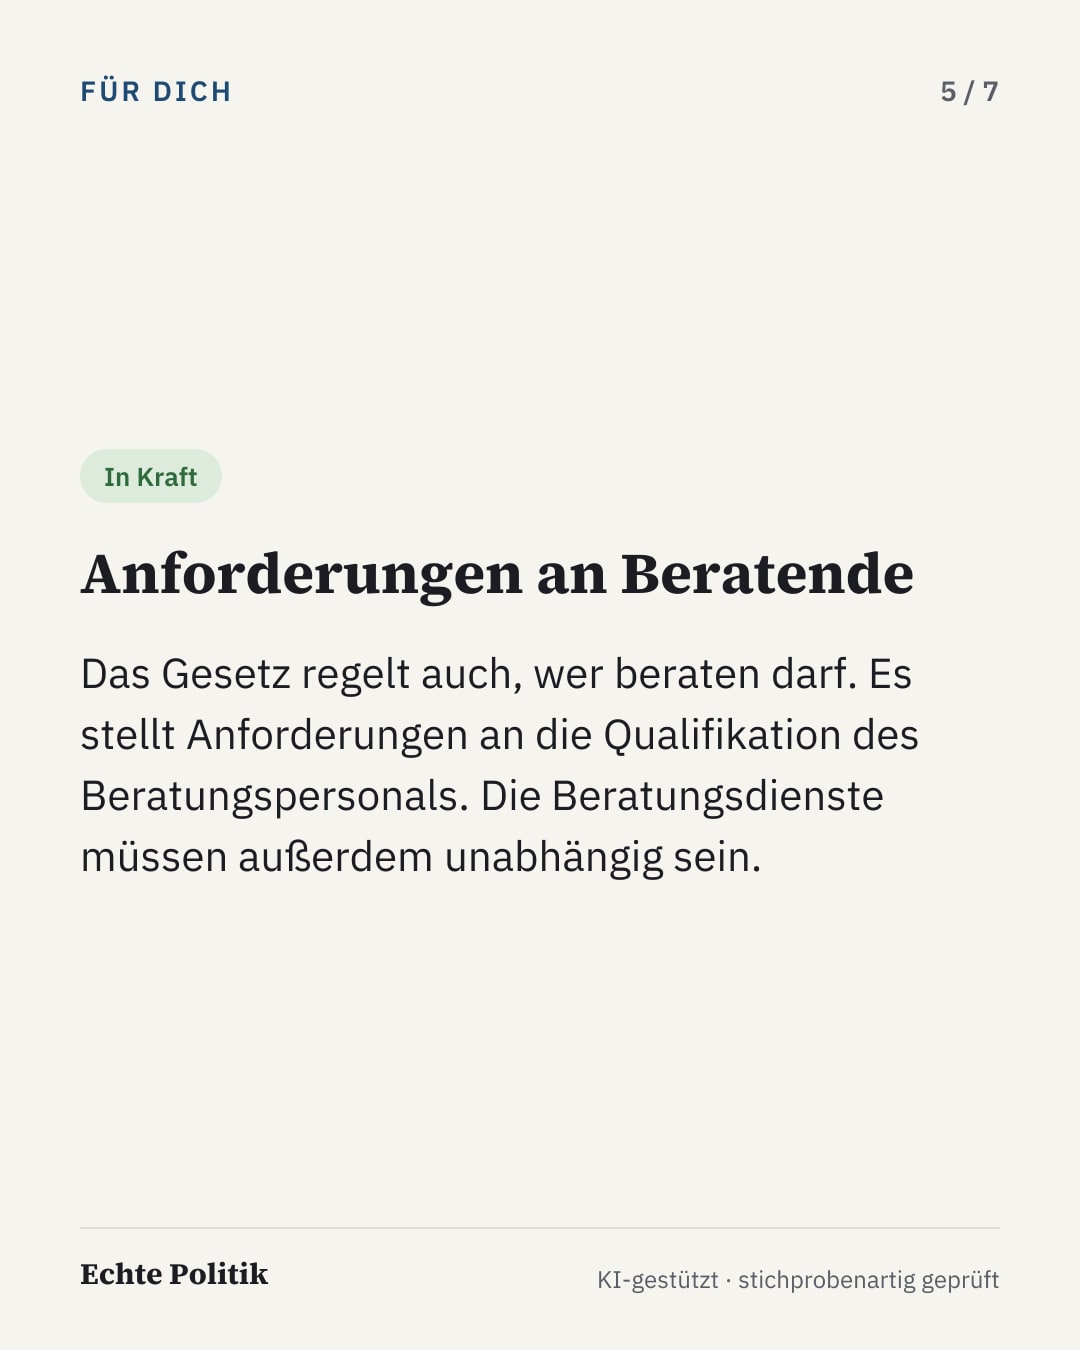 FÜR DICH
5 / 7
In Kraft
Anforderungen an Beratende
Das Gesetz regelt auch, wer beraten darf. Es
stellt Anforderungen an die Qualifikation des
Beratungspersonals. Die Beratungsdienste
müssen außerdem unabhängig sein.
Echte Politik
KI-gestützt · stichprobenartig geprüft